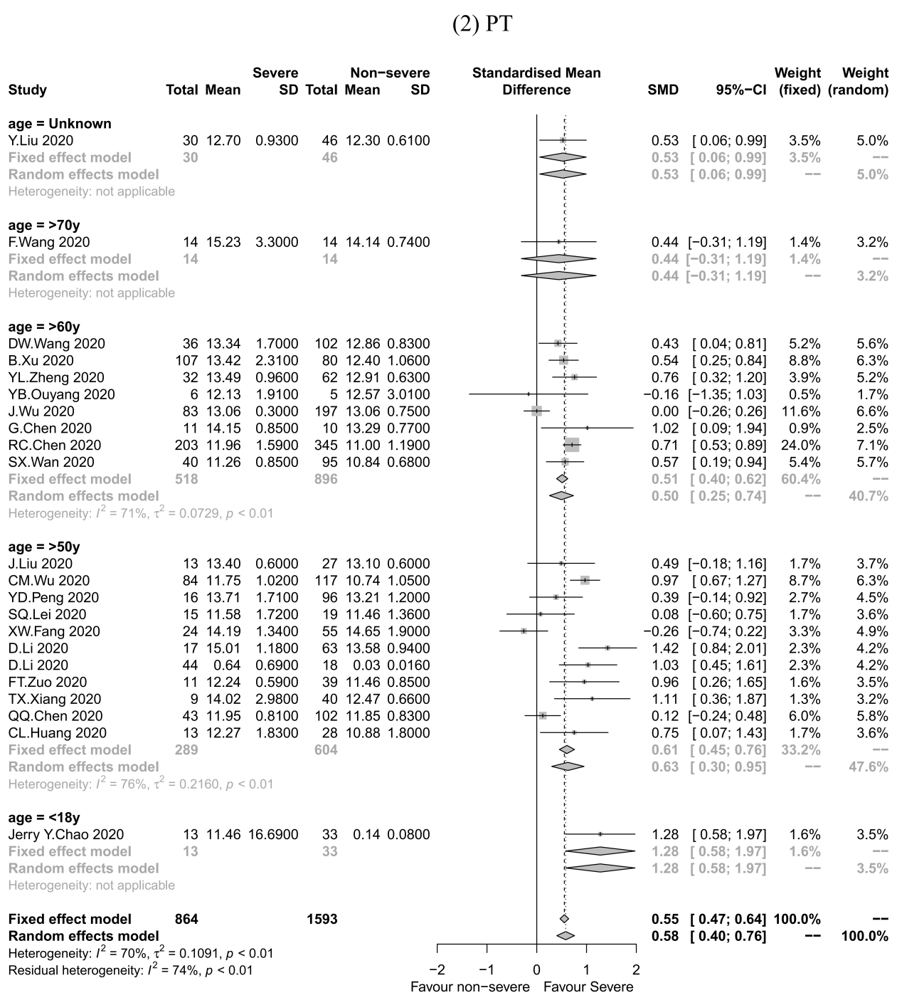 (2) PT
Severe Non−severe Standardised Mean Weight Weight
Study Total Mean SD Total Mean SD Difference SMD 95%−CI (fixed) (random)
age = Unknown
Y.Liu 2020 30 12.70 0.9300 46 12.30 0.6100 0.53 [ 0.06; 0.99] 3.5% 5.0%
Fixed effect model 30 46 0.53 [ 0.06; 0.99] 3.5% −−
Random effects model 0.53 [ 0.06; 0.99] −− 5.0%
Heterogeneity: not applicable
age = >70y
F.Wang 2020 14 15.23 3.3000 14 14.14 0.7400 0.44 [−0.31; 1.19] 1.4% 3.2%
Fixed effect model 14 14 0.44 [−0.31; 1.19] 1.4% −−
Random effects model 0.44 [−0.31; 1.19] −− 3.2%
Heterogeneity: not applicable
age = >60y
DW.Wang 2020 36 13.34 1.7000 102 12.86 0.8300 0.43 [ 0.04; 0.81] 5.2% 5.6%
B.Xu 2020 107 13.42 2.3100 80 12.40 1.0600 0.54 [ 0.25; 0.84] 8.8% 6.3%
YL.Zheng 2020 32 13.49 0.9600 62 12.91 0.6300 0.76 [ 0.32; 1.20] 3.9% 5.2%
YB.Ouyang 2020 6 12.13 1.9100 5 12.57 3.0100 −0.16 [−1.35; 1.03] 0.5% 1.7%
J.Wu 2020 83 13.06 0.3000 197 13.06 0.7500 0.00 [−0.26; 0.26] 11.6% 6.6%
G.Chen 2020 11 14.15 0.8500 10 13.29 0.7700 1.02 [ 0.09; 1.94] 0.9% 2.5%
RC.Chen 2020 203 11.96 1.5900 345 11.00 1.1900 0.71 [ 0.53; 0.89] 24.0% 7.1%
SX.Wan 2020 40 11.26 0.8500 95 10.84 0.6800 0.57 [ 0.19; 0.94] 5.4% 5.7%
Fixed effect model 518 896 0.51 [ 0.40; 0.62] 60.4% −−
Random effects model 0.50 [ 0.25; 0.74] −− 40.7%
Heterogeneity: I² = 71%, τ² = 0.0729, p < 0.01
age = >50y
J.Liu 2020 13 13.40 0.6000 27 13.10 0.6000 0.49 [−0.18; 1.16] 1.7% 3.7%
CM.Wu 2020 84 11.75 1.0200 117 10.74 1.0500 0.97 [ 0.67; 1.27] 8.7% 6.3%
YD.Peng 2020 16 13.71 1.7100 96 13.21 1.2000 0.39 [−0.14; 0.92] 2.7% 4.5%
SQ.Lei 2020 15 11.58 1.7200 19 11.46 1.3600 0.08 [−0.60; 0.75] 1.7% 3.6%
XW.Fang 2020 24 14.19 1.3400 55 14.65 1.9000 −0.26 [−0.74; 0.22] 3.3% 4.9%
D.Li 2020 17 15.01 1.1800 63 13.58 0.9400 1.42 [ 0.84; 2.01] 2.3% 4.2%
D.Li 2020 44 0.64 0.6900 18 0.03 0.0160 1.03 [ 0.45; 1.61] 2.3% 4.2%
FT.Zuo 2020 11 12.24 0.5900 39 11.46 0.8500 0.96 [ 0.26; 1.65] 1.6% 3.5%
TX.Xiang 2020 9 14.02 2.9800 40 12.47 0.6600 1.11 [ 0.36; 1.87] 1.3% 3.2%
QQ.Chen 2020 43 11.95 0.8100 102 11.85 0.8300 0.12 [−0.24; 0.48] 6.0% 5.8%
CL.Huang 2020 13 12.27 1.8300 28 10.88 1.8000 0.75 [ 0.07; 1.43] 1.7% 3.6%
Fixed effect model 289 604 0.61 [ 0.45; 0.76] 33.2% −−
Random effects model 0.63 [ 0.30; 0.95] −− 47.6%
Heterogeneity: I² = 76%, τ² = 0.2160, p < 0.01
age = <18y
Jerry Y.Chao 2020 13 11.46 16.6900 33 0.14 0.0800 1.28 [ 0.58; 1.97] 1.6% 3.5%
Fixed effect model 13 33 1.28 [ 0.58; 1.97] 1.6% −−
Random effects model 1.28 [ 0.58; 1.97] −− 3.5%
Heterogeneity: not applicable
Fixed effect model 864 1593 0.55 [ 0.47; 0.64] 100.0% −−
Random effects model 0.58 [ 0.40; 0.76] −− 100.0%
Heterogeneity: I² = 70%, τ² = 0.1091, p < 0.01
Residual heterogeneity: I² = 74%, p < 0.01
−2 −1 0 1 2
Favour non−severe Favour Severe